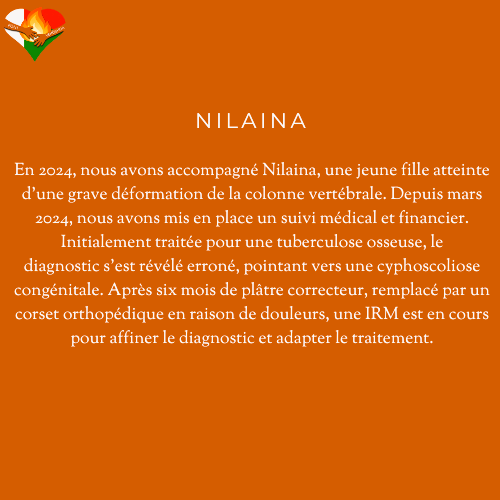 NILAINA
En 2024, nous avons accompagné Nilaina, une jeune fille atteinte
d'une grave déformation de la colonne vertébrale. Depuis mars
2024, nous avons mis en place un suivi médical et financier.
Initialement traitée pour une tuberculose osseuse, le
diagnostic s'est révélé erroné, pointant vers une cyphoscoliose
congénitale. Après six mois de plâtre correcteur, remplacé par un
corset orthopédique en raison de douleurs, une IRM est en cours
pour affiner le diagnostic et adapter le traitement.